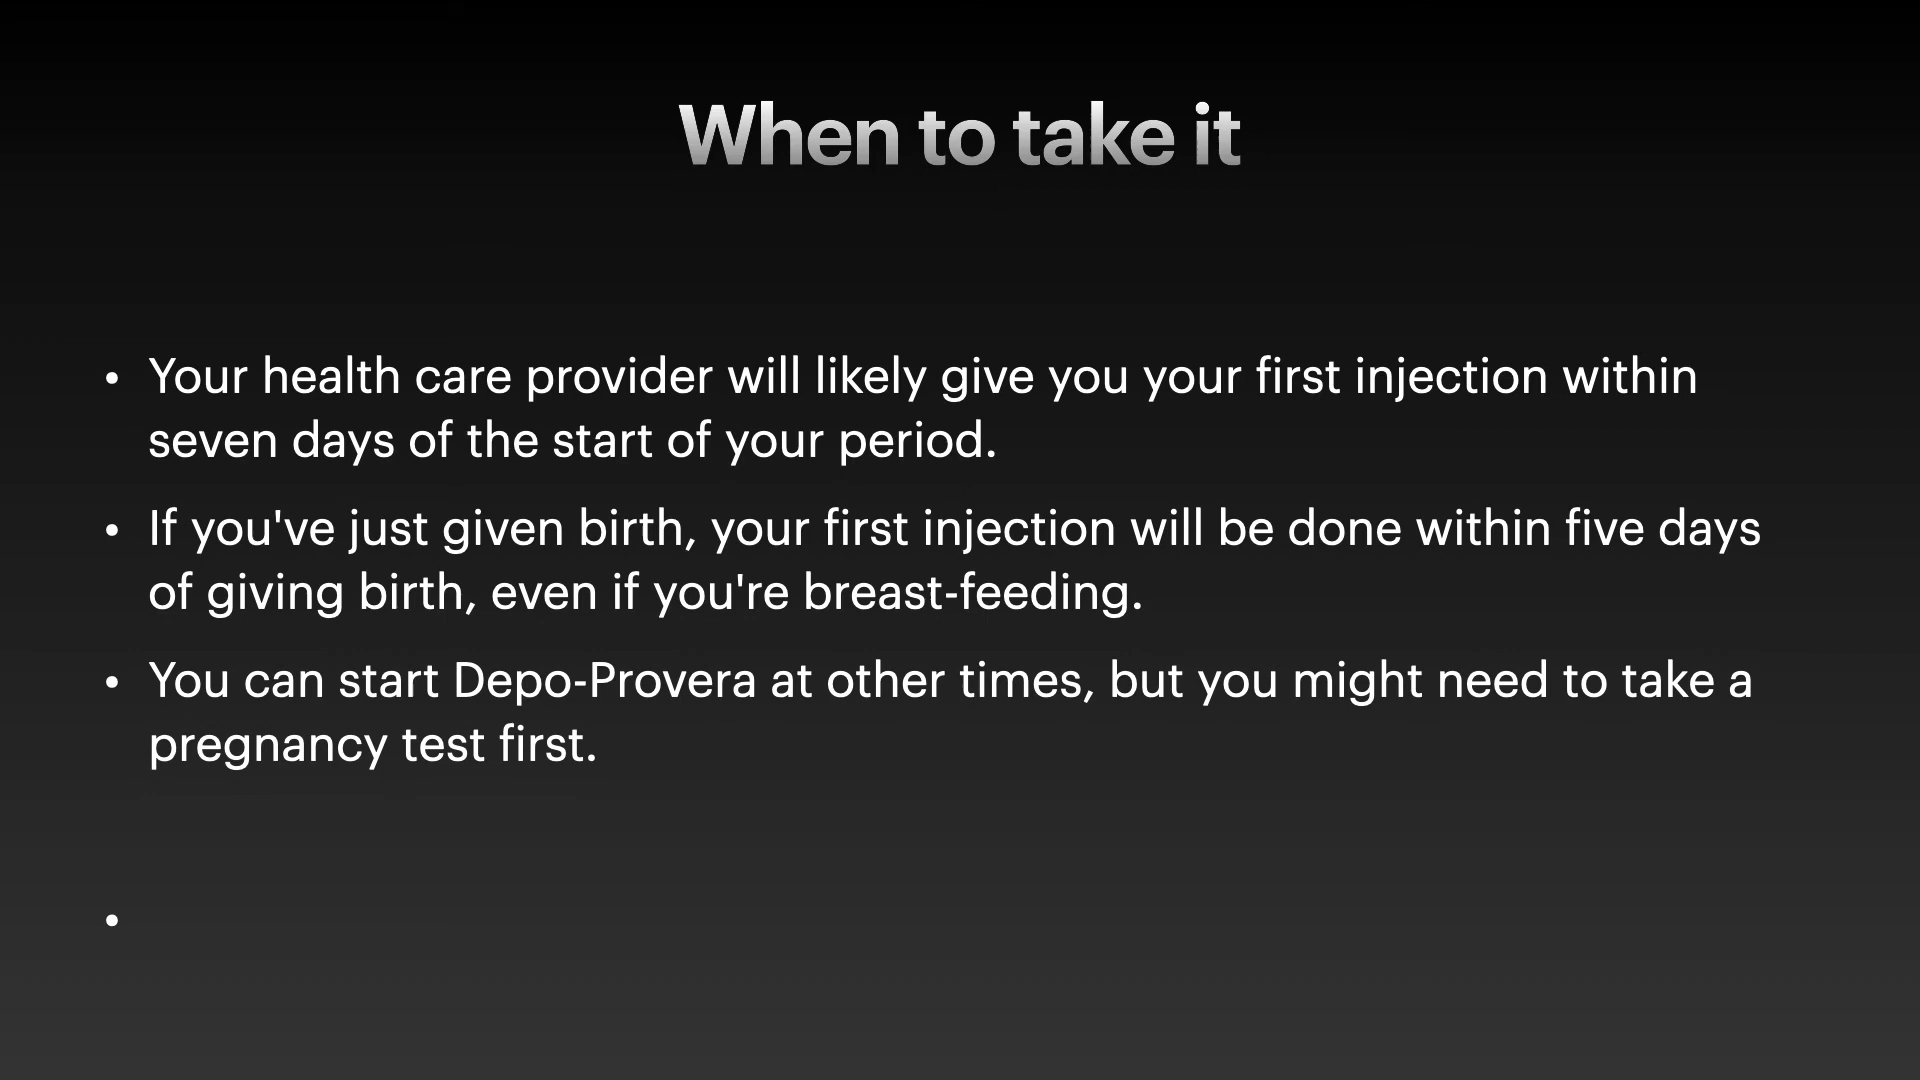 When to take it
• Your health care provider will likely give you your first injection within
seven days of the start of your period.
• If you've just given birth, your first injection will be done within five days
of giving birth, even if you're breast-feeding.
• You can start Depo-Provera at other times, but you might need to take a
pregnancy test first.
•